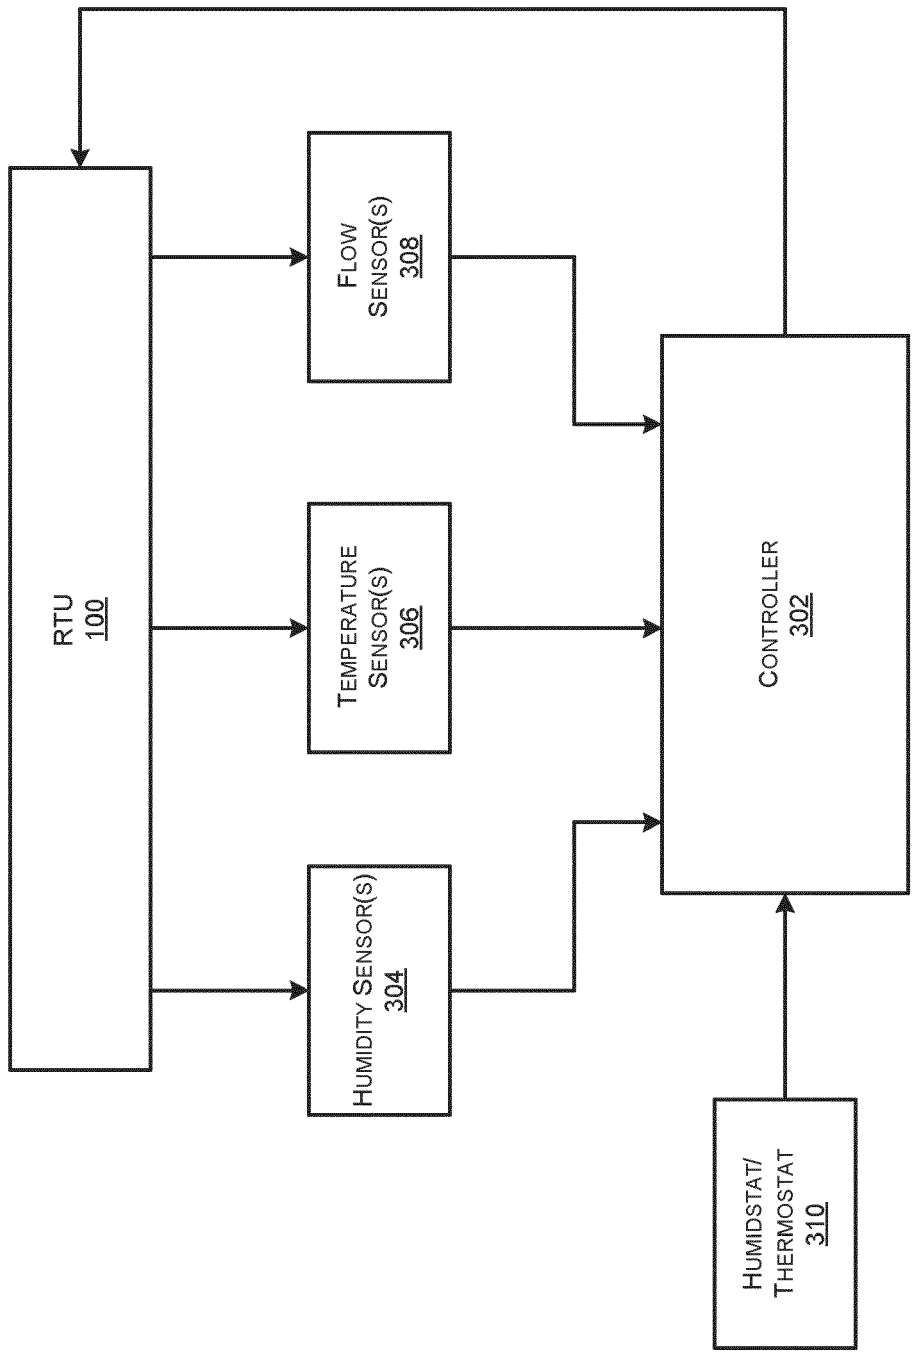 RTU
100
HUMIDITY SENSOR(S)
304
TEMPERATURE
SENSOR(S)
306
FLOW
SENSOR(S)
308
HUMIDSTAT/
THERMOSTAT
310
CONTROLLER
302